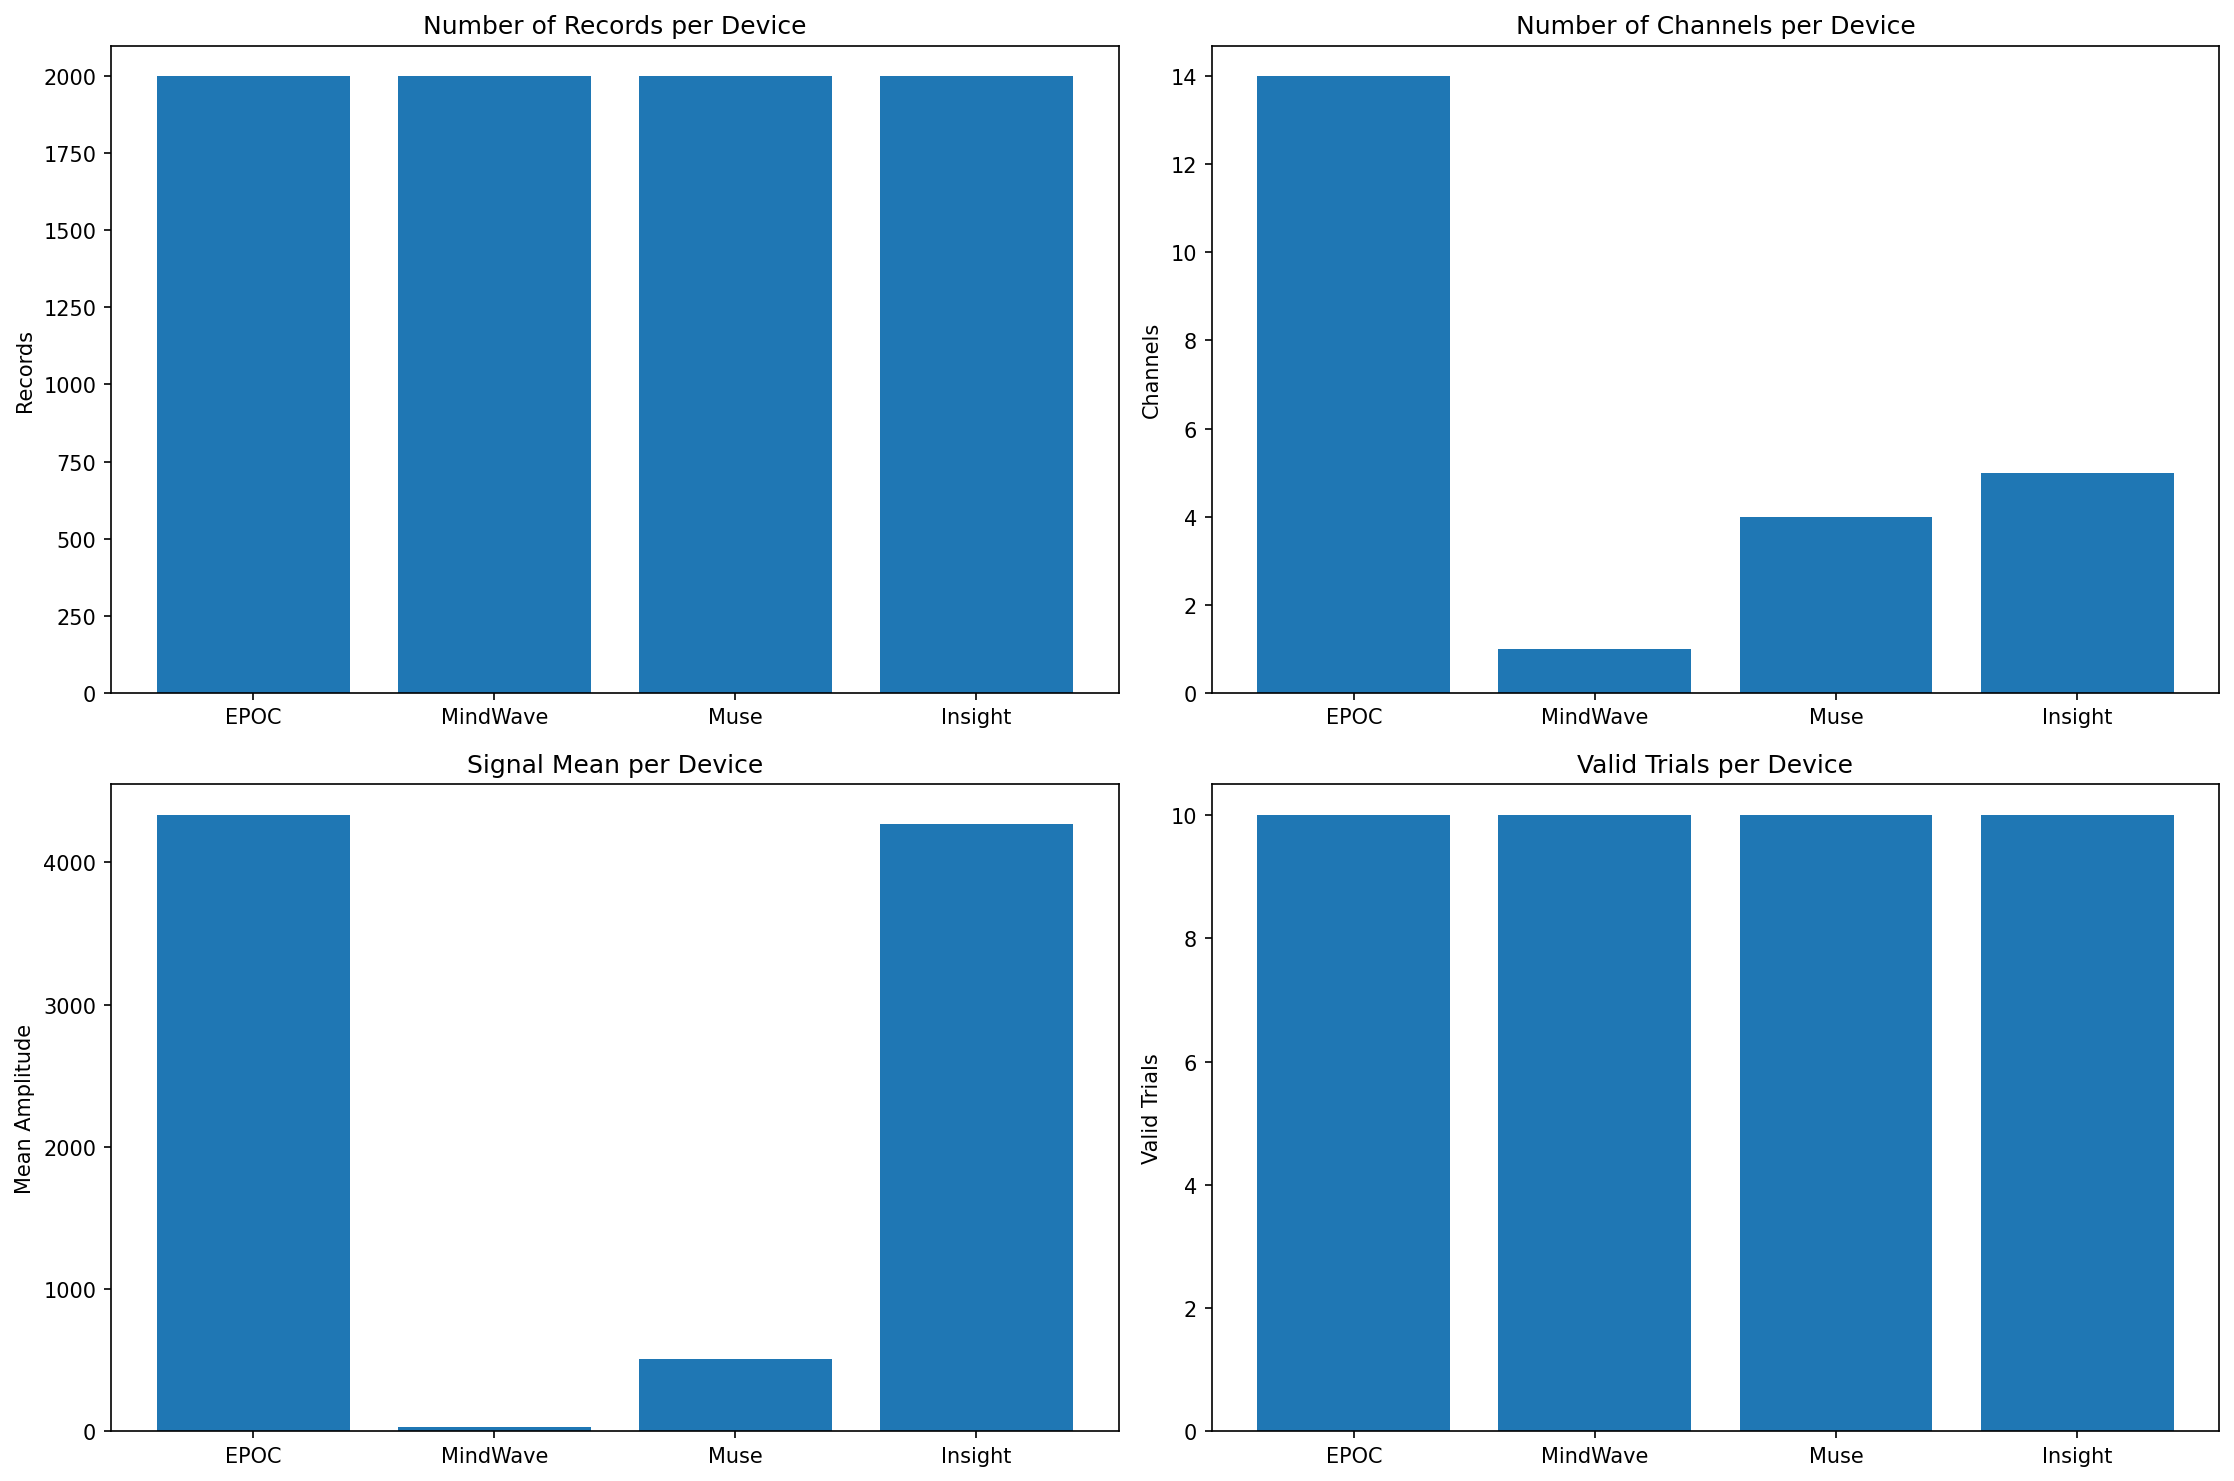 Number of Records per Device
Records
2000
1750
1500
1250
1000
750
500
250
0
EPOC MindWave Muse Insight
Number of Channels per Device
Channels
14
12
10
8
6
4
2
0
EPOC MindWave Muse Insight
Signal Mean per Device
Mean Amplitude
4000
3000
2000
1000
0
EPOC MindWave Muse Insight
Valid Trials per Device
Valid Trials
10
8
6
4
2
0
EPOC MindWave Muse Insight